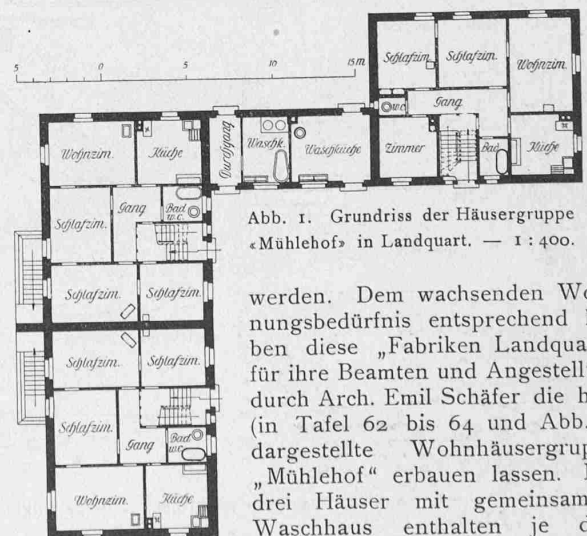 Schlafzim. Schlafzim. Wohnzim.
5 0 5 10 15 m
W.C. Gang
Wohnzim. Küche Durchgang Waschk. Waschküche Zimmer Bad Küche
Schlafzim. Gang Bad W.C.
Abb. 1. Grundriss der Häusergruppe
«Mühlehof» in Landquart. — 1 : 400.
Schlafzim. Schlafzim.
Schlafzim. Schlafzim.
Schlafzim. Gang Bad W.C.
Wohnzim. Küche
werden. Dem wachsenden Wo
nungsbedürfnis entsprechend
ben diese „Fabriken Landqua
für ihre Beamten und Angestell
durch Arch. Emil Schäfer die h
(in Tafel 62 bis 64 und Abb.
dargestellte Wohnhäusergrup
„Mühlehof“ erbauen lassen.
drei Häuser mit gemeinsam
Waschhaus enthalten je d